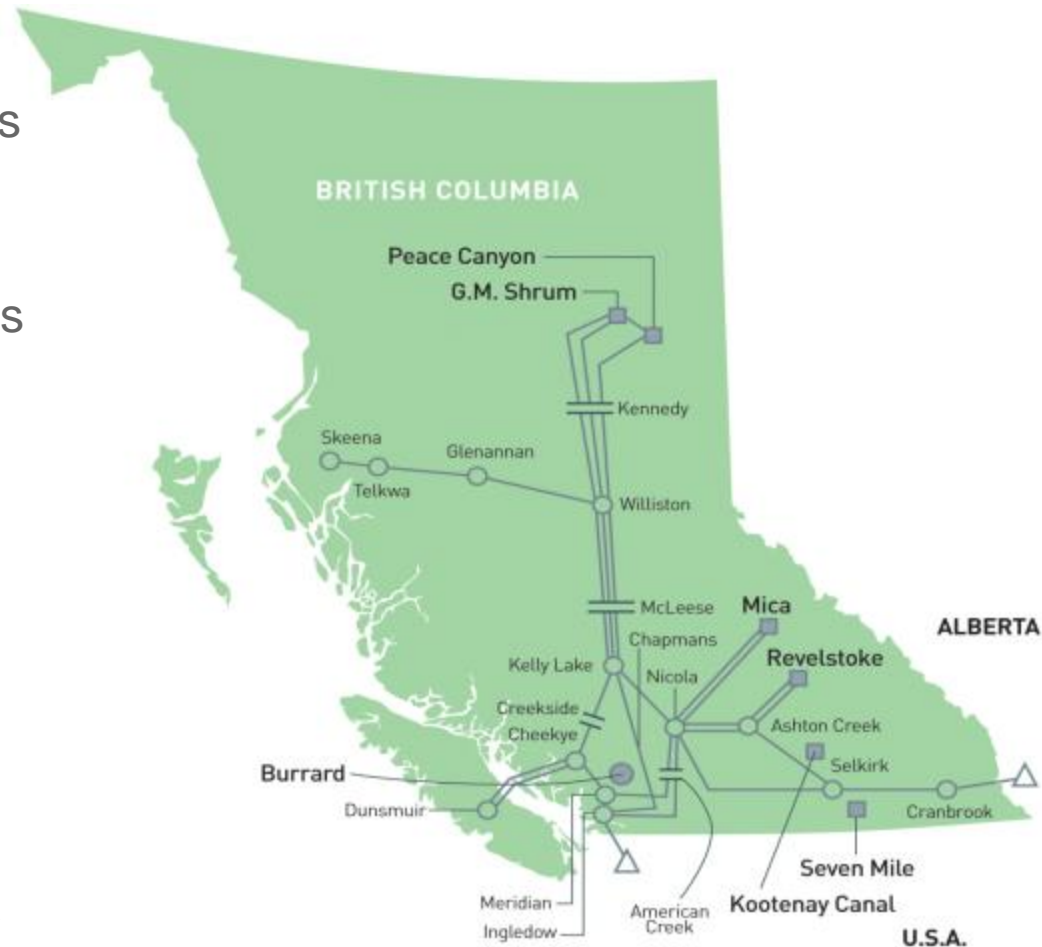 s
BRITISH COLUMBIA
Peace Canyon
G.M. Shrum
s
Kennedy
Skeena
Glenannan
Telkwa
Williston
McLeese
Mica
Chapmans
ALBERTA
Kelly Lake
Revelstoke
Nicola
Creekside
Cheekye
Ashton Creek
Selkirk
Burrard
Dunsmuir
Cranbrook
Seven Mile
Meridian
American
Creek
Kootenay Canal
Ingledow
U.S.A.